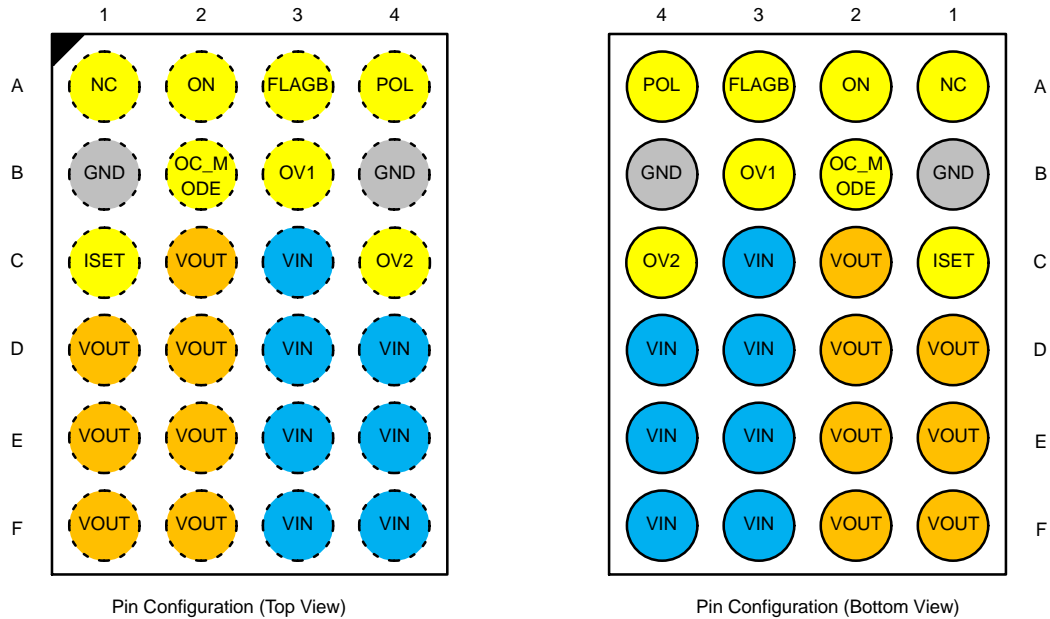 1 2 3 4 4 3 2 1
A NC ON FLAGB POL POL FLAGB ON NC A
B GND OC_M ODE OV1 GND GND OV1 OC_M ODE GND B
C ISET VOUT VIN OV2 OV2 VIN VOUT ISET C
D VOUT VOUT VIN VIN VIN VIN VOUT VOUT D
E VOUT VOUT VIN VIN VIN VIN VOUT VOUT E
F VOUT VOUT VIN VIN VIN VIN VOUT VOUT F
Pin Configuration (Top View) Pin Configuration (Bottom View)